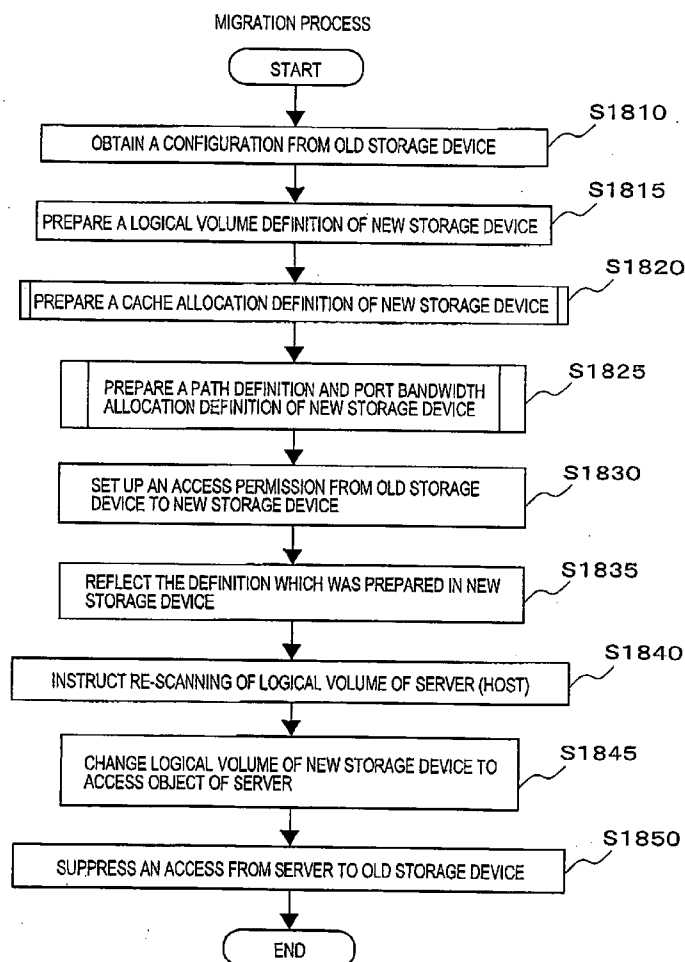 MIGRATION PROCESS
START
S1810
OBTAIN A CONFIGURATION FROM OLD STORAGE DEVICE
S1815
PREPARE A LOGICAL VOLUME DEFINITION OF NEW STORAGE DEVICE
S1820
PREPARE A CACHE ALLOCATION DEFINITION OF NEW STORAGE DEVICE
S1825
PREPARE A PATH DEFINITION AND PORT BANDWIDTH
ALLOCATION DEFINITION OF NEW STORAGE DEVICE
S1830
SET UP AN ACCESS PERMISSION FROM OLD STORAGE
DEVICE TO NEW STORAGE DEVICE
S1835
REFLECT THE DEFINITION WHICH WAS PREPARED IN NEW
STORAGE DEVICE
S1840
INSTRUCT RE-SCANNING OF LOGICAL VOLUME OF SERVER (HOST)
S1845
CHANGE LOGICAL VOLUME OF NEW STORAGE DEVICE TO
ACCESS OBJECT OF SERVER
S1850
SUPPRESS AN ACCESS FROM SERVER TO OLD STORAGE DEVICE
END